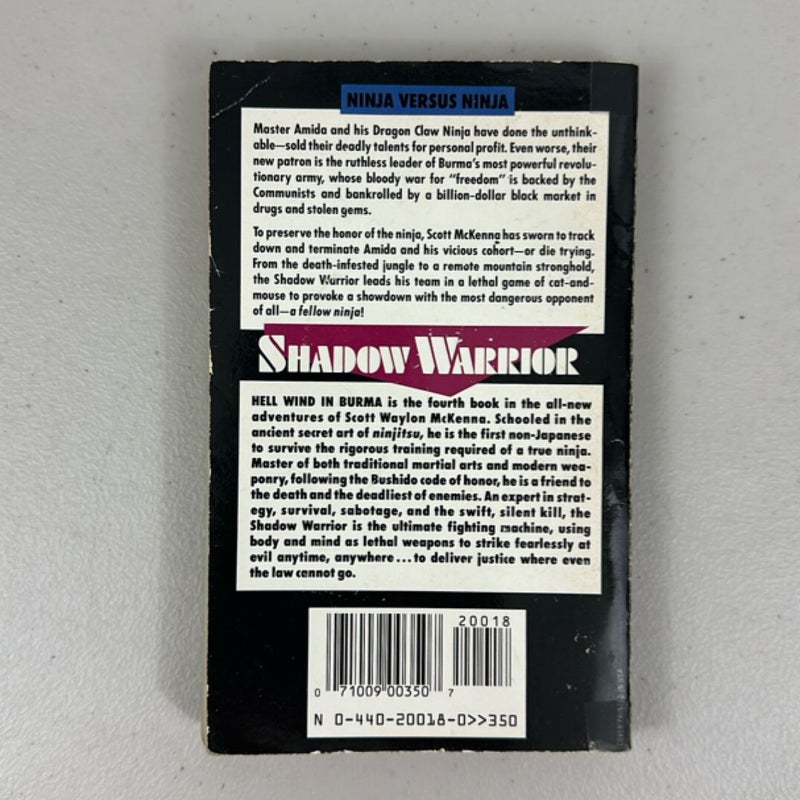 NINJA VERSUS NINJA
Master Amida and his Dragon Claw Ninja have done the unthink-
able—sold their deadly talents for personal profit. Even worse, their
new patron is the ruthless leader of Burma's most powerful revolu-
tionary army, whose bloody war for "freedom" is backed by the
Communists and bankrolled by a billion-dollar black market in
drugs and stolen gems.
To preserve the honor of the ninja, Scott McKenna has sworn to track
down and terminate Amida and his vicious cohort—or die trying.
From the death-infested jungle to a remote mountain stronghold,
the Shadow Warrior leads his team in a lethal game of cat-and-
mouse to provoke a showdown with the most dangerous opponent
of all—a fellow ninja!
SHADOW WARRIOR
HELL WIND IN BURMA is the fourth book in the all-new
adventures of Scott Waylon McKenna. Schooled in the
ancient secret art of ninjitsu, he is the first non-Japanese
to survive the rigorous training required of a true ninja.
Master of both traditional martial arts and modern wea-
ponry, following the Bushido code of honor, he is a friend to
the death and the deadliest of enemies. An expert in strat-
egy, survival, sabotage, and the swift, silent kill, the
Shadow Warrior is the ultimate fighting machine, using
body and mind as lethal weapons to strike fearlessly at
evil anytime, anywhere...to deliver justice where even
the law cannot go.
20018
0 71009 00350 7
N 0-440-20018-0>>350